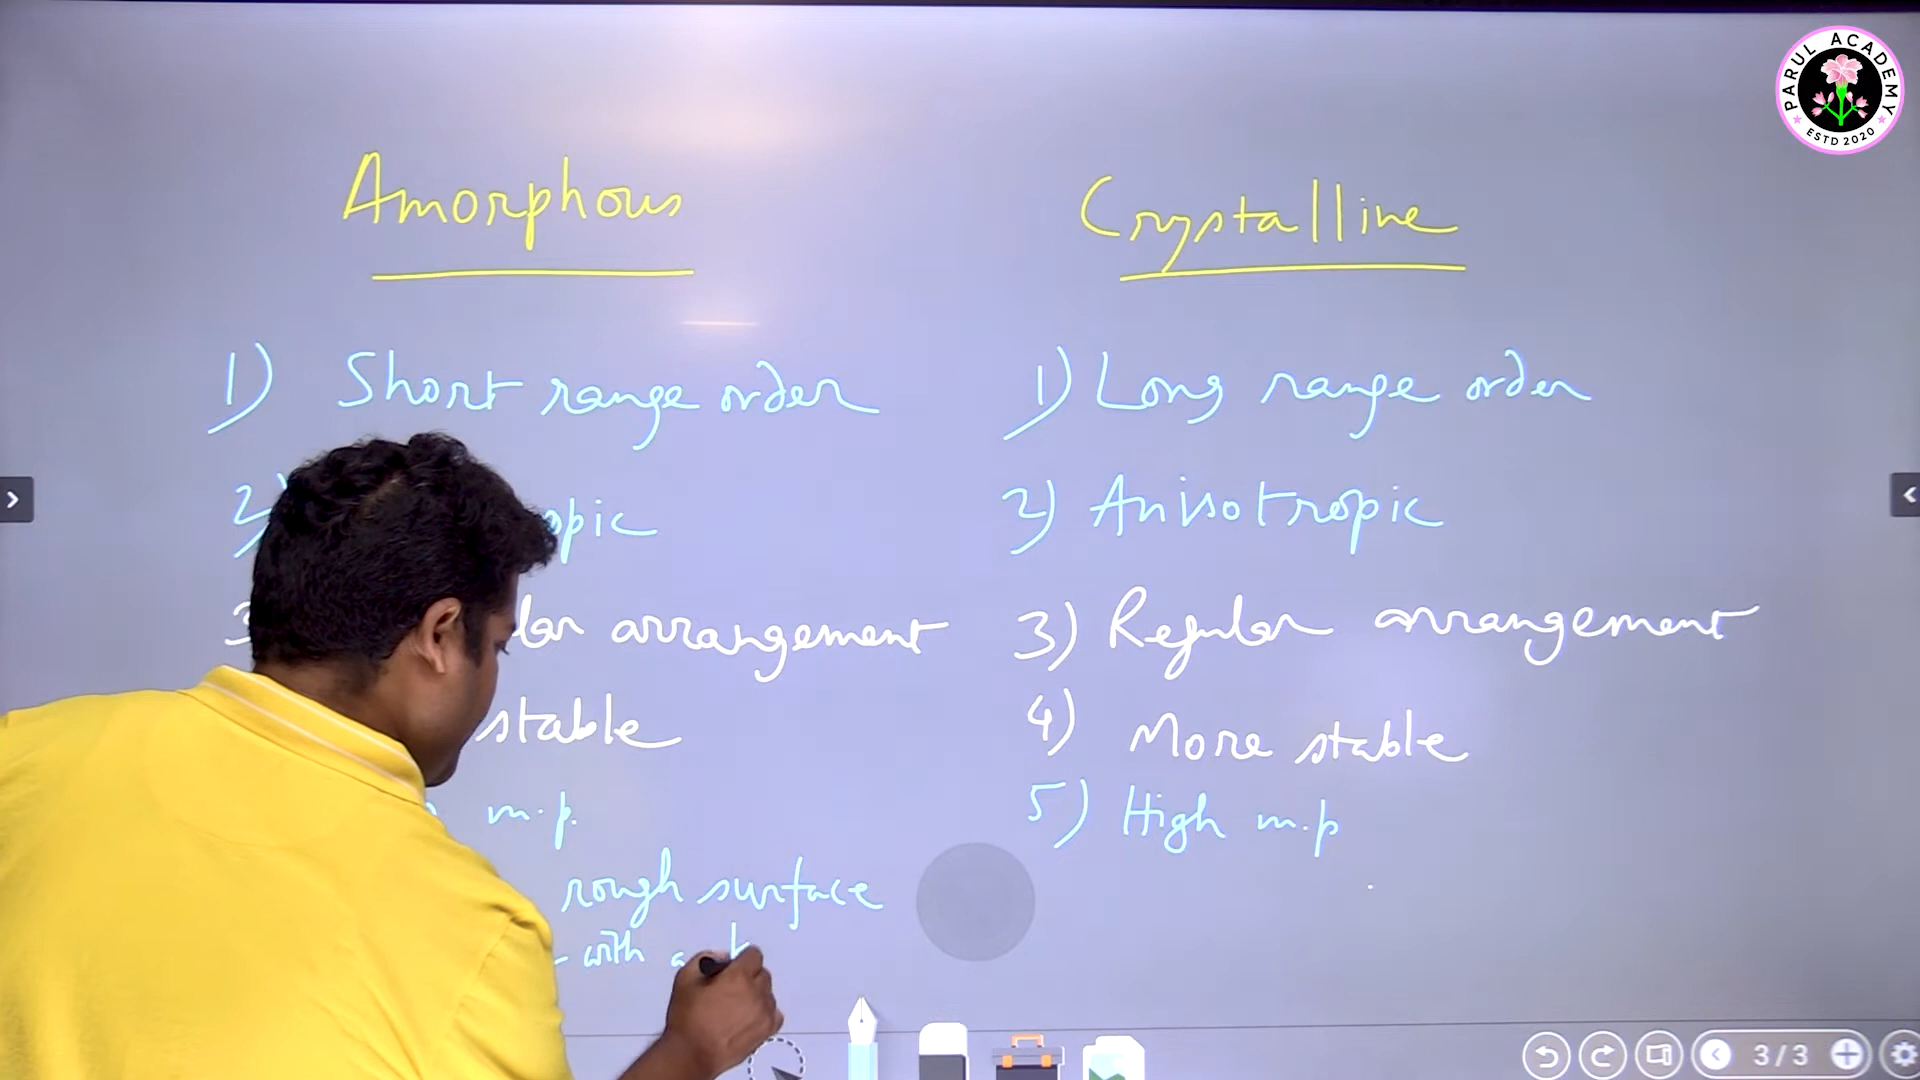 PARUL ACADEMY
ESTD 2020
Amorphous
Crystalline
1) Short range order
1) Long range order
2)
2) Anisotropic
arrangement
3) Regular arrangement
stable
4) More stable
m.p.
5) High m.p
rough surface
with a
3/3